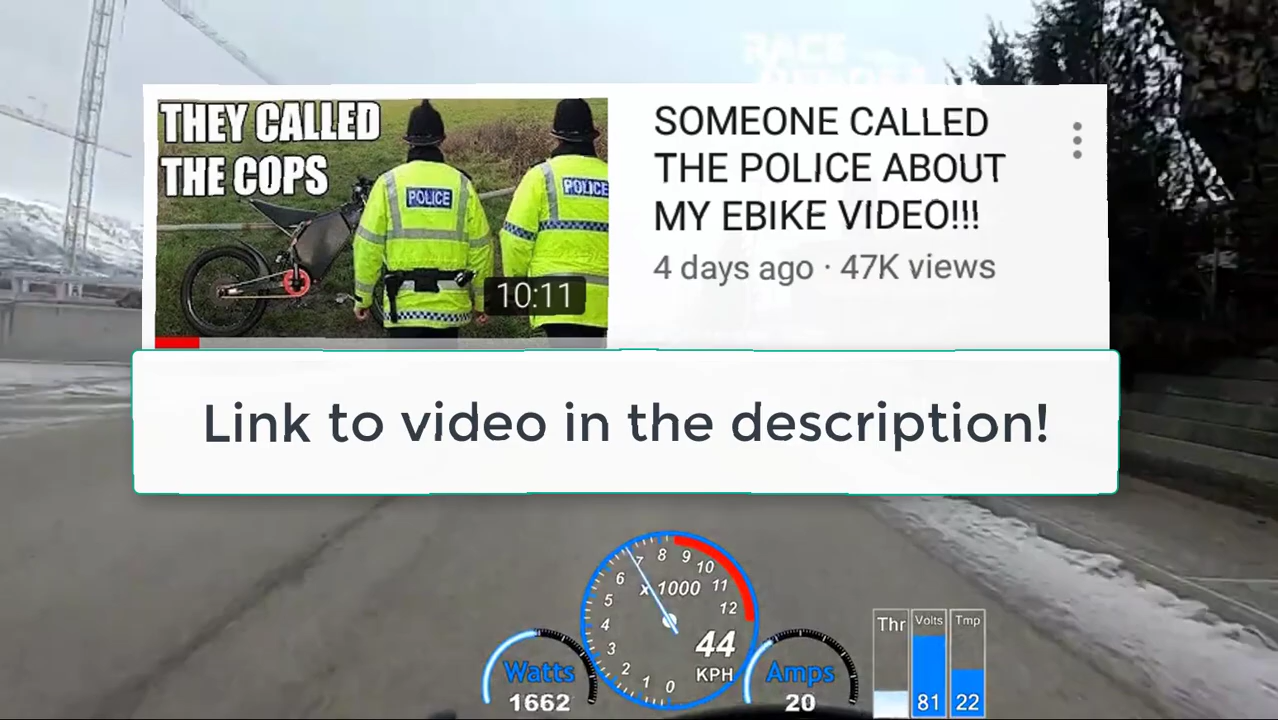 RACE
THEY CALLED
THE COPS
POLICE
POLICE
10:11
SOMEONE CALLED
THE POLICE ABOUT
MY EBIKE VIDEO!!!
4 days ago · 47K views
Link to video in the description!
0
1
2
3
4
5
6
7
8
9
10
11
12
x 1000
44
KPH
Watts
1662
Amps
20
Thr
Volts
81
Tmp
22